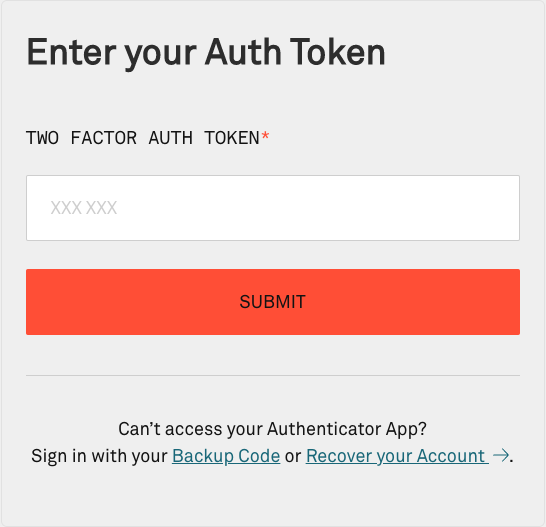 Enter your Auth Token
TWO FACTOR AUTH TOKEN*
XXX XXX
SUBMIT
Can't access your Authenticator App?
Sign in with your Backup Code or Recover your Account →.